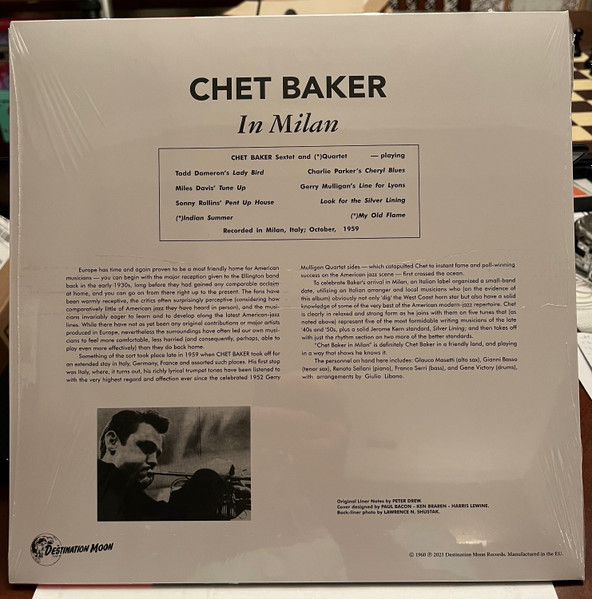 CHET BAKER
In Milan
CHET BAKER Sextet and (*)Quartet — playing
Tadd Dameron's Lady Bird
Charlie Parker's Cheryl Blues
Miles Davis' Tune Up
Gerry Mulligan's Line for Lyons
Sonny Rollins' Pent Up House
Look for the Silver Lining
(*)Indian Summer
(*)My Old Flame
Recorded in Milan, Italy; October, 1959
Europe has time and again proven to be a most friendly home for American
musicians — you can begin with the major reception given to the Ellington band
back in the early 1930s, long before they had gained any comparable acclaim
at home, and you can go on from there right up to the present. The fans have
been warmly receptive, the critics often surprisingly perceptive (considering how
comparatively little of American jazz they have heard in person), and the musi-
cians invariably eager to learn and to develop along the latest American-jazz
lines. While there have not as yet been any original contributions or major artists
produced in Europe, nevertheless the surroundings have often led our own musi-
cians to feel more comfortable, less harried (and consequently, perhaps, able to
play even more effectively) than they do back home.
Something of the sort took place late in 1959 when CHET BAKER took off for
an extended stay in Italy, Germany, France and assorted such places. His first stop
was Italy, where, it turns out, his richly lyrical trumpet tones have been listened to
with the very highest regard and affection ever since the celebrated 1952 Gerry
Mulligan Quartet sides — which catapulted Chet to instant fame and poll-winning
success on the American jazz scene — first crossed the ocean.
To celebrate Baker's arrival in Milan, an Italian label organised a small-band
date, utilising an Italian arranger and local musicians who (on the evidence of
this album) obviously not only 'dig' the West Coast horn star but also have a solid
knowledge of some of the very best of the American modern jazz repertoire. Chet
is clearly in relaxed and strong form as he joins with them on five tunes that (as
noted above) represent five of the most formidable writing musicians of the late
'40s and '50s, plus a solid Jerome Kern standard, Silver Lining; and then takes off
with just the rhythm section on two more of the better standards.
"Chet Baker in Milan" is definitely Chet Baker in a friendly land, and playing
in a way that shows he knows it.
The personnel on hand here includes: Glauco Masetti (alto sax), Gianni Basso
(tenor sax), Renato Sellani (piano), Franco Serri (bass), and Gene Victory (drums),
with arrangements by Giulio Libano.
Original Liner Notes by PETER DREW.
Cover designed by PAUL BACON - KEN BRAREN - HARRIS LEWINE.
Back-liner photo by LAWRENCE N. SHUSTAK.
DESTINATION MOON
© 1960 ℗ 2023 Destination Moon Records, Manufactured in the EU.